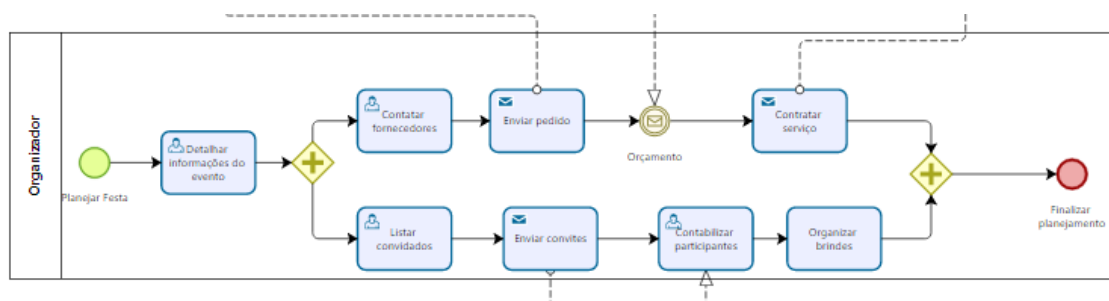 Organizador
Planejar Festa
Detalhar
informações do
evento
Contatar
fornecedores
Enviar pedido
Orçamento
Contratar
serviço
Listar
convidados
Enviar convites
Contabilizar
participantes
Organizar
brindes
Finalizar
planejamento